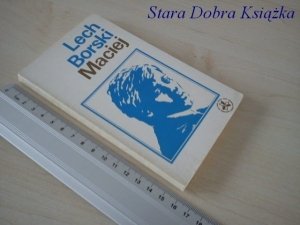 Stara Dobra Książka
Lech
Borski
Maciej